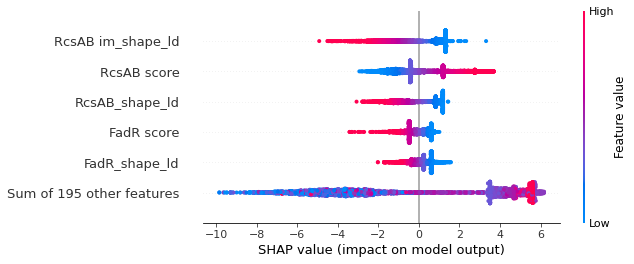 High
RcsAB im_shape_ld
RcsAB score
RcsAB_shape_ld
FadR score
FadR_shape_ld
Sum of 195 other features
Feature value
Low
−10 −8 −6 −4 −2 0 2 4 6
SHAP value (impact on model output)